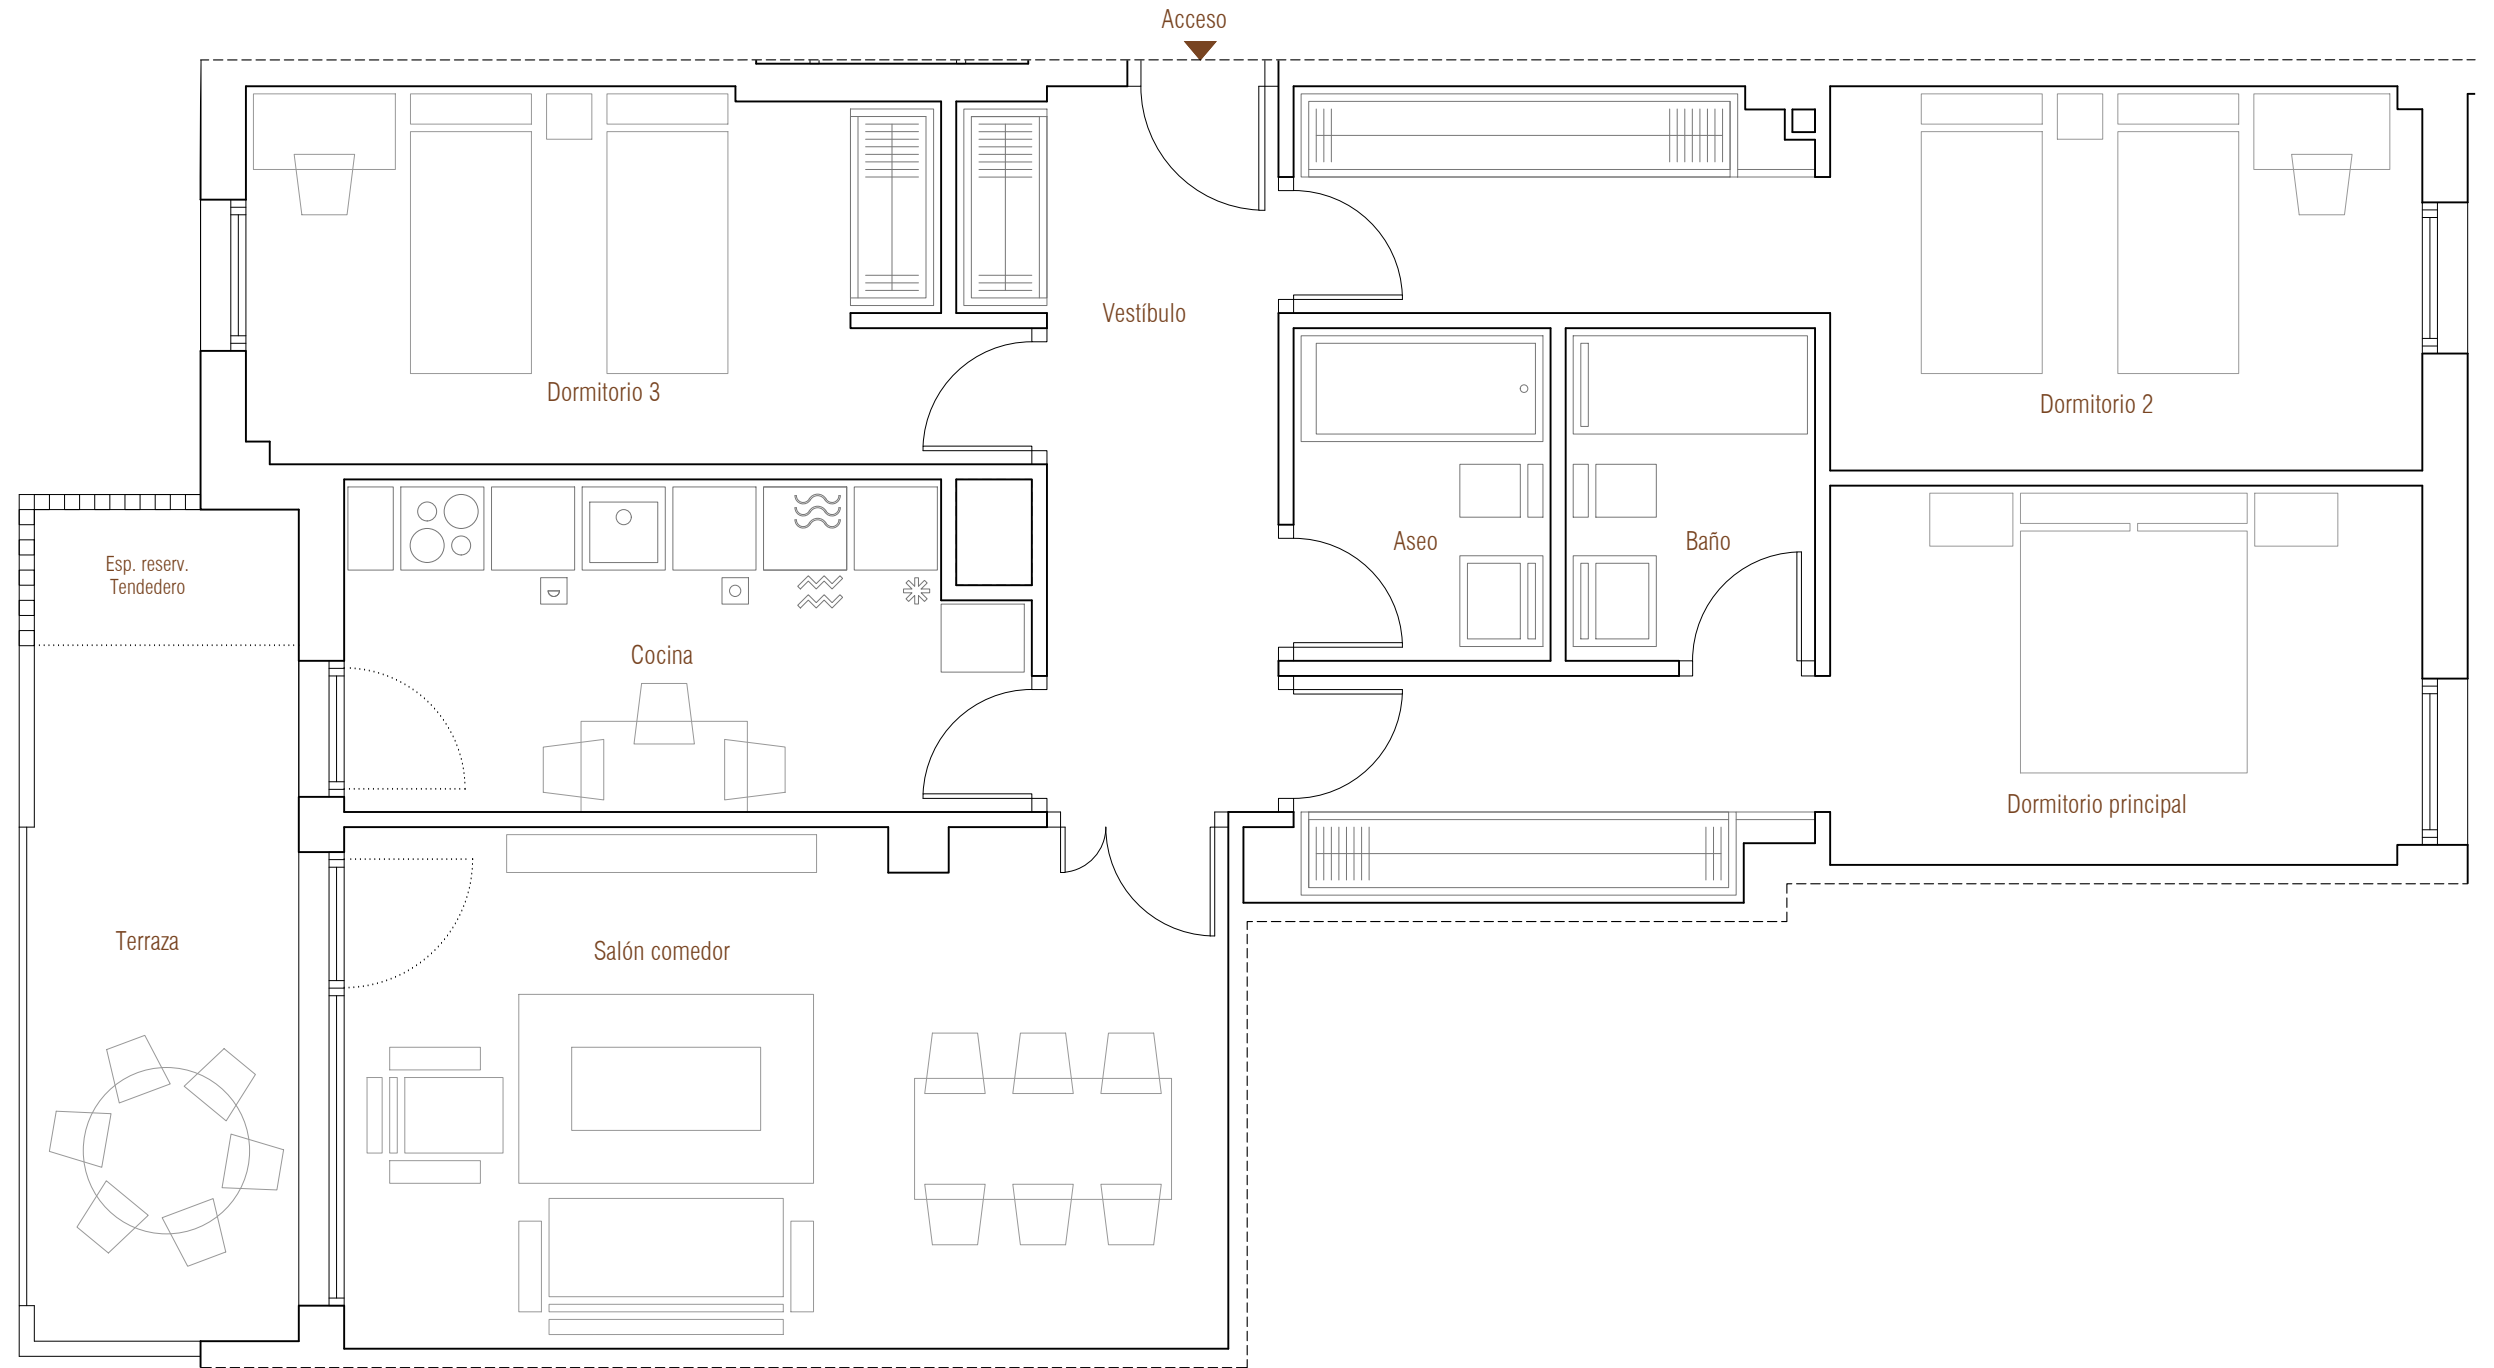 Acceso
Vestíbulo
Dormitorio 3
Dormitorio 2
Aseo
Baño
Esp. reserv.
Tendedero
Cocina
Dormitorio principal
Terraza
Salón comedor